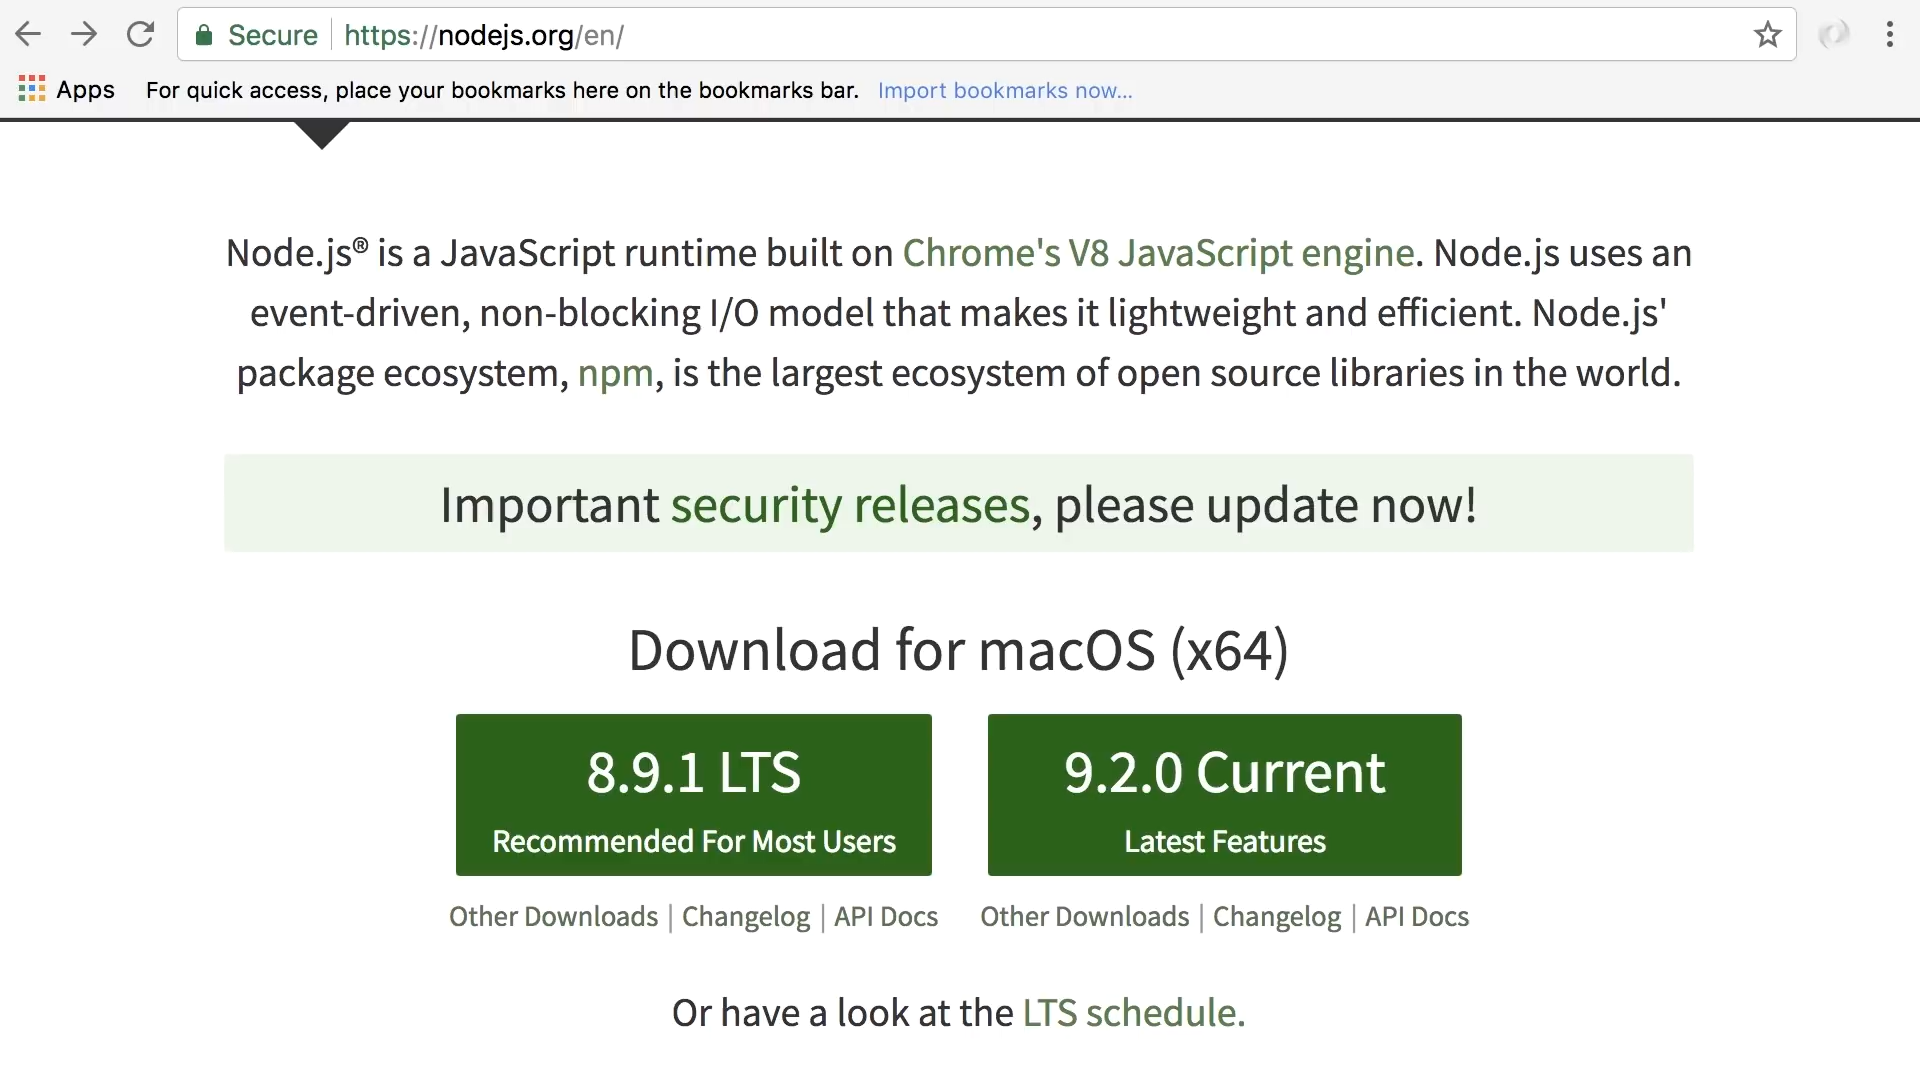 Secure https://nodejs.org/en/
Apps For quick access, place your bookmarks here on the bookmarks bar. Import bookmarks now...
Node.js® is a JavaScript runtime built on Chrome's V8 JavaScript engine. Node.js uses an
event-driven, non-blocking I/O model that makes it lightweight and efficient. Node.js'
package ecosystem, npm, is the largest ecosystem of open source libraries in the world.
Important security releases, please update now!
Download for macOS (x64)
8.9.1 LTS
Recommended For Most Users
Other Downloads | Changelog | API Docs
9.2.0 Current
Latest Features
Other Downloads | Changelog | API Docs
Or have a look at the LTS schedule.